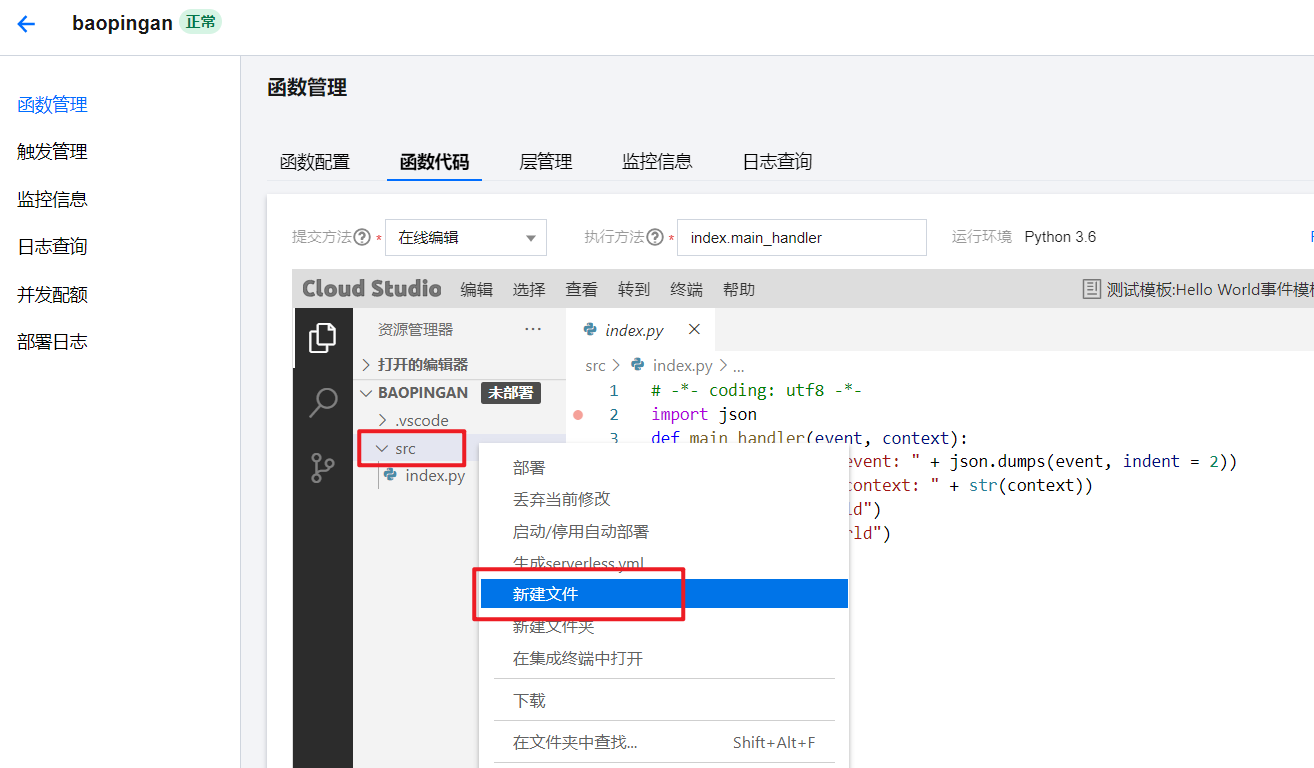 baopingan 正常
函数管理
触发管理
监控信息
日志查询
并发配额
部署日志
函数管理
函数配置 函数代码 层管理 监控信息 日志查询
提交方法 * 在线编辑 执行方法 * index.main_handler 运行环境 Python 3.6
Cloud Studio 编辑 选择 查看 转到 终端 帮助 测试模板:Hello World事件模
资源管理器 ···
打开的编辑器
BAOPINGAN 未部署
.vscode
src
index.py
index.py ×
src > index.py > ...
1 # -*- coding: utf8 -*-
2 import json
3 def main_handler(event, context):
event: " + json.dumps(event, indent = 2))
context: " + str(context))
ld")
rld")
部署
丢弃当前修改
启动/停用自动部署
生成serverless.yml
新建文件
新建文件夹
在集成终端中打开
下载
在文件夹中查找... Shift+Alt+F